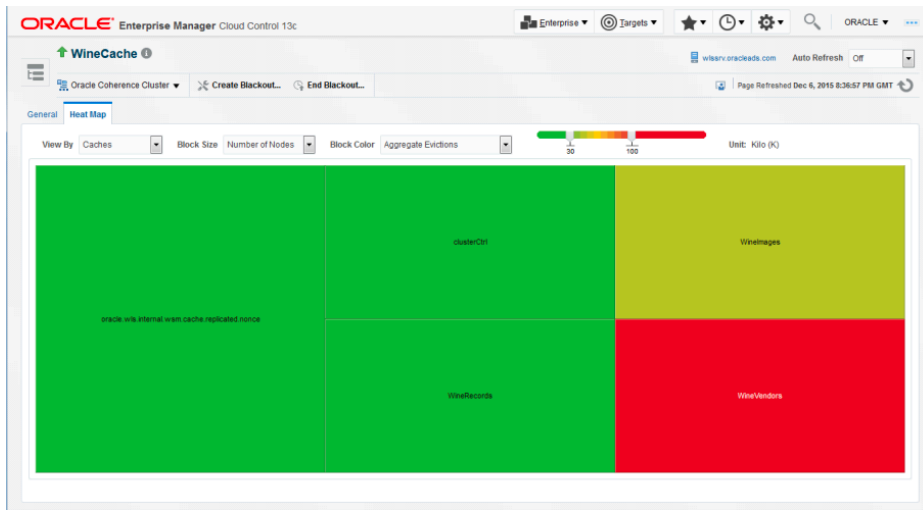 ORACLE Enterprise Manager Cloud Control 13c Enterprise Targets ORACLE
WineCache
wlsarv.oracleads.com Auto Refresh Off
Oracle Coherence Cluster Create Blackout... End Blackout... Page Refreshed Dec 6, 2015 8:36:57 PM GMT
General Heat Map
View By Caches Block Size Number of Nodes Block Color Aggregate Evictions Unit: Kilo (K)
30 100
clusterCtrl WineImages
oracle.wls.internal.wsm.cache.replicated.nonce
WineRecords WineVendors